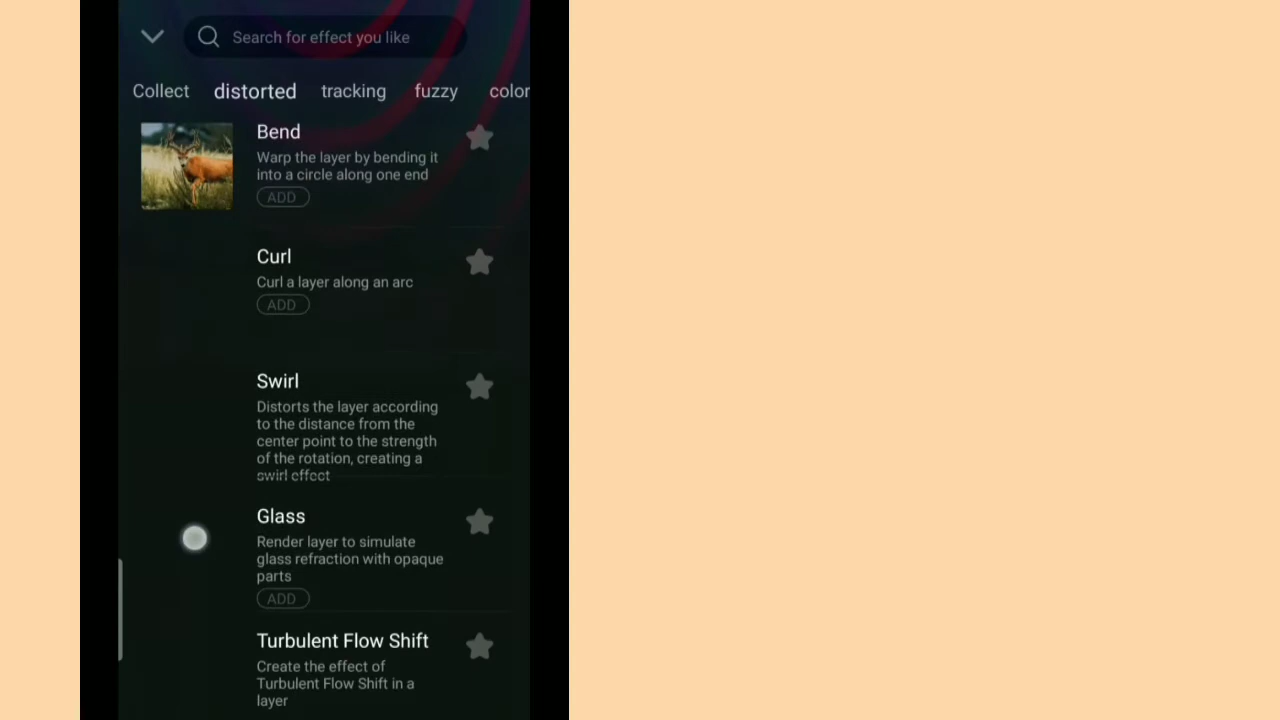 Search for effect you like
Collect distorted tracking fuzzy color
Bend
Warp the layer by bending it
into a circle along one end
ADD
Curl
Curl a layer along an arc
ADD
Swirl
Distorts the layer according
to the distance from the
center point to the strength
of the rotation, creating a
swirl effect
Glass
Render layer to simulate
glass refraction with opaque
parts
ADD
Turbulent Flow Shift
Create the effect of
Turbulent Flow Shift in a
layer